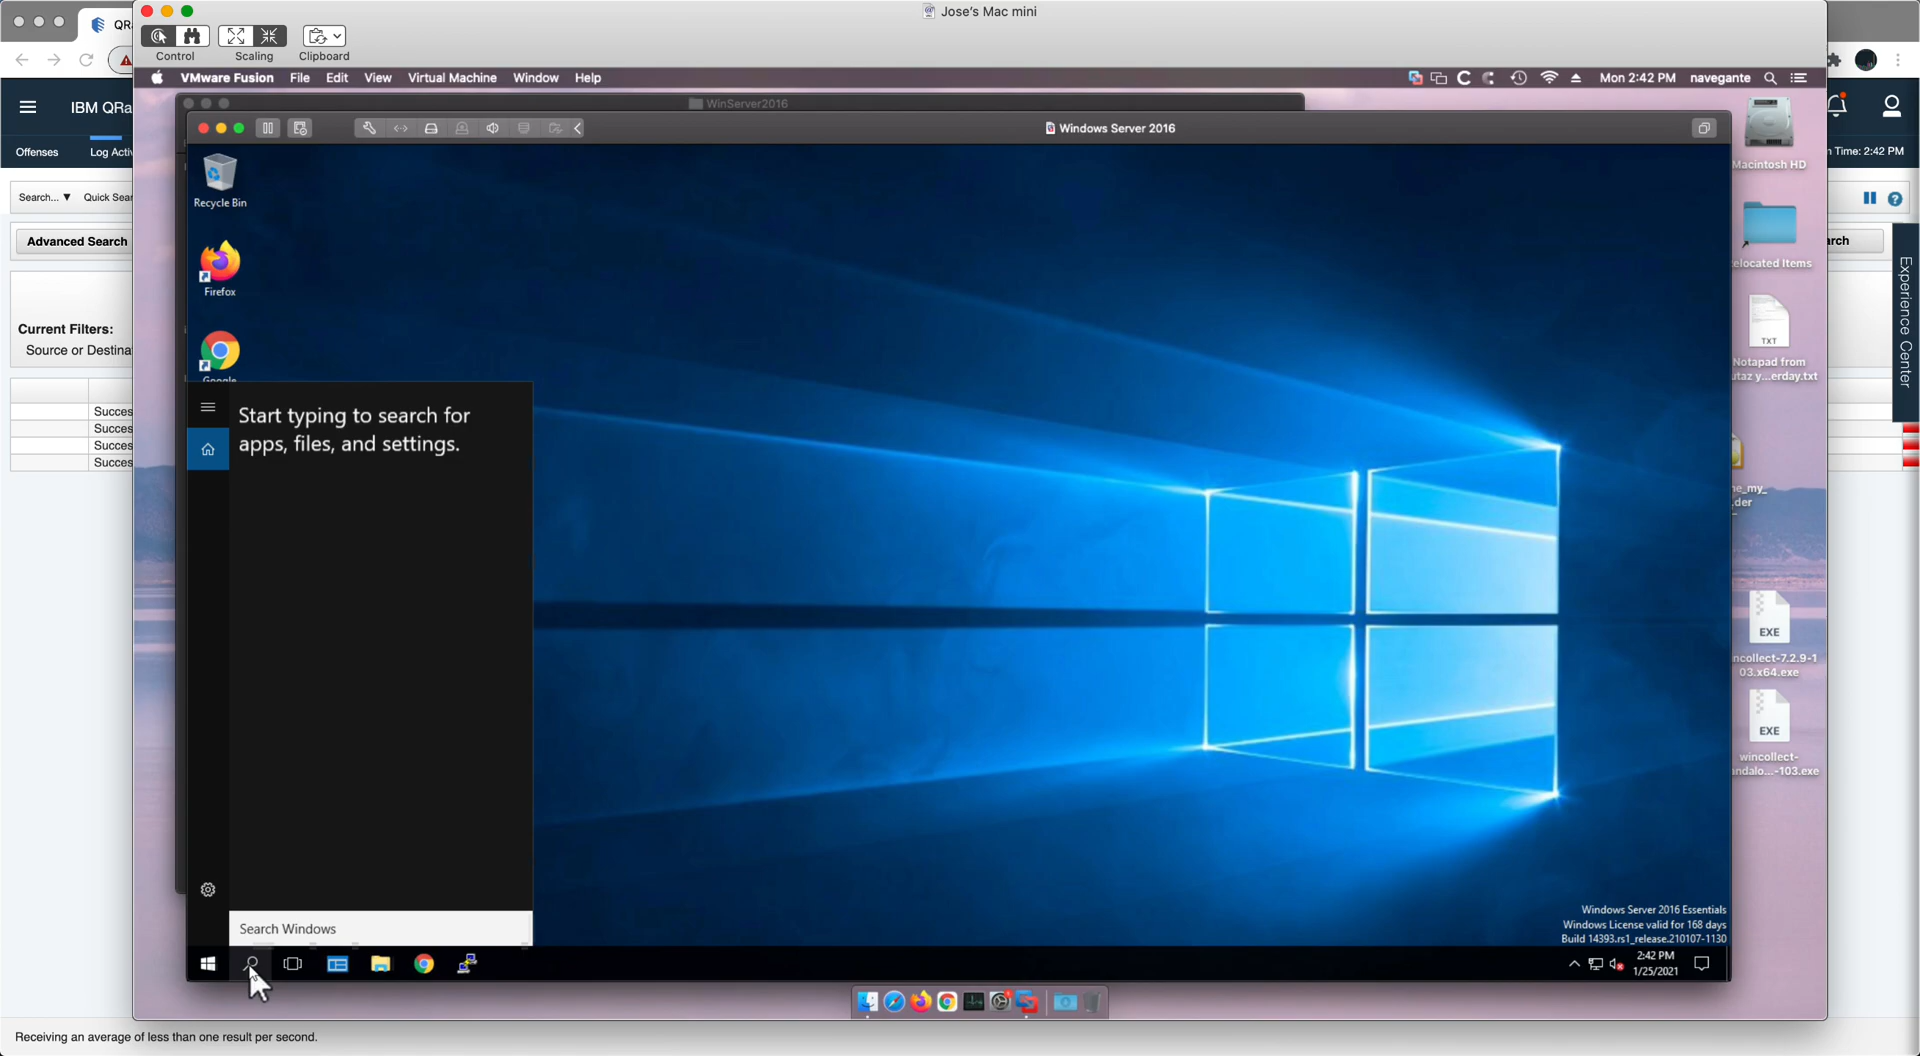 Jose's Mac mini
Control
Scaling
Clipboard
VMware Fusion File Edit View Virtual Machine Window Help
Mon 2:42 PM navegante
IBM QRa
Offenses
Log Activ
n Time: 2:42 PM
Search... ▼ Quick Sear
Advanced Search
arch
Current Filters:
Source or Destina
Succes
Succes
Succes
Succes
Experience Center
WinServer2016
Windows Server 2016
Recycle Bin
Firefox
Google
Start typing to search for
apps, files, and settings.
Search Windows
Macintosh HD
elocated Items
TXT
Notapad from
utaz y...erday.txt
ne_my_
der
EXE
ncollect-7.2.9-1
03.x64.exe
EXE
wincollect-
andalo...-103.exe
Windows Server 2016 Essentials
Windows License valid for 168 days
Build 14393.rs1_release.210107-1130
2:42 PM
1/25/2021
Receiving an average of less than one result per second.